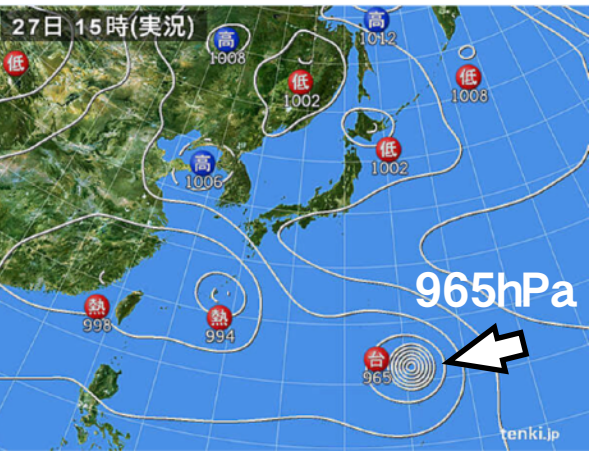 27日 15時(実況)
高
1012
高
1008
低
低
1002
低
1008
低
1002
高
1006
965hPa
熱
998
熱
994
台
965
tenki.jp